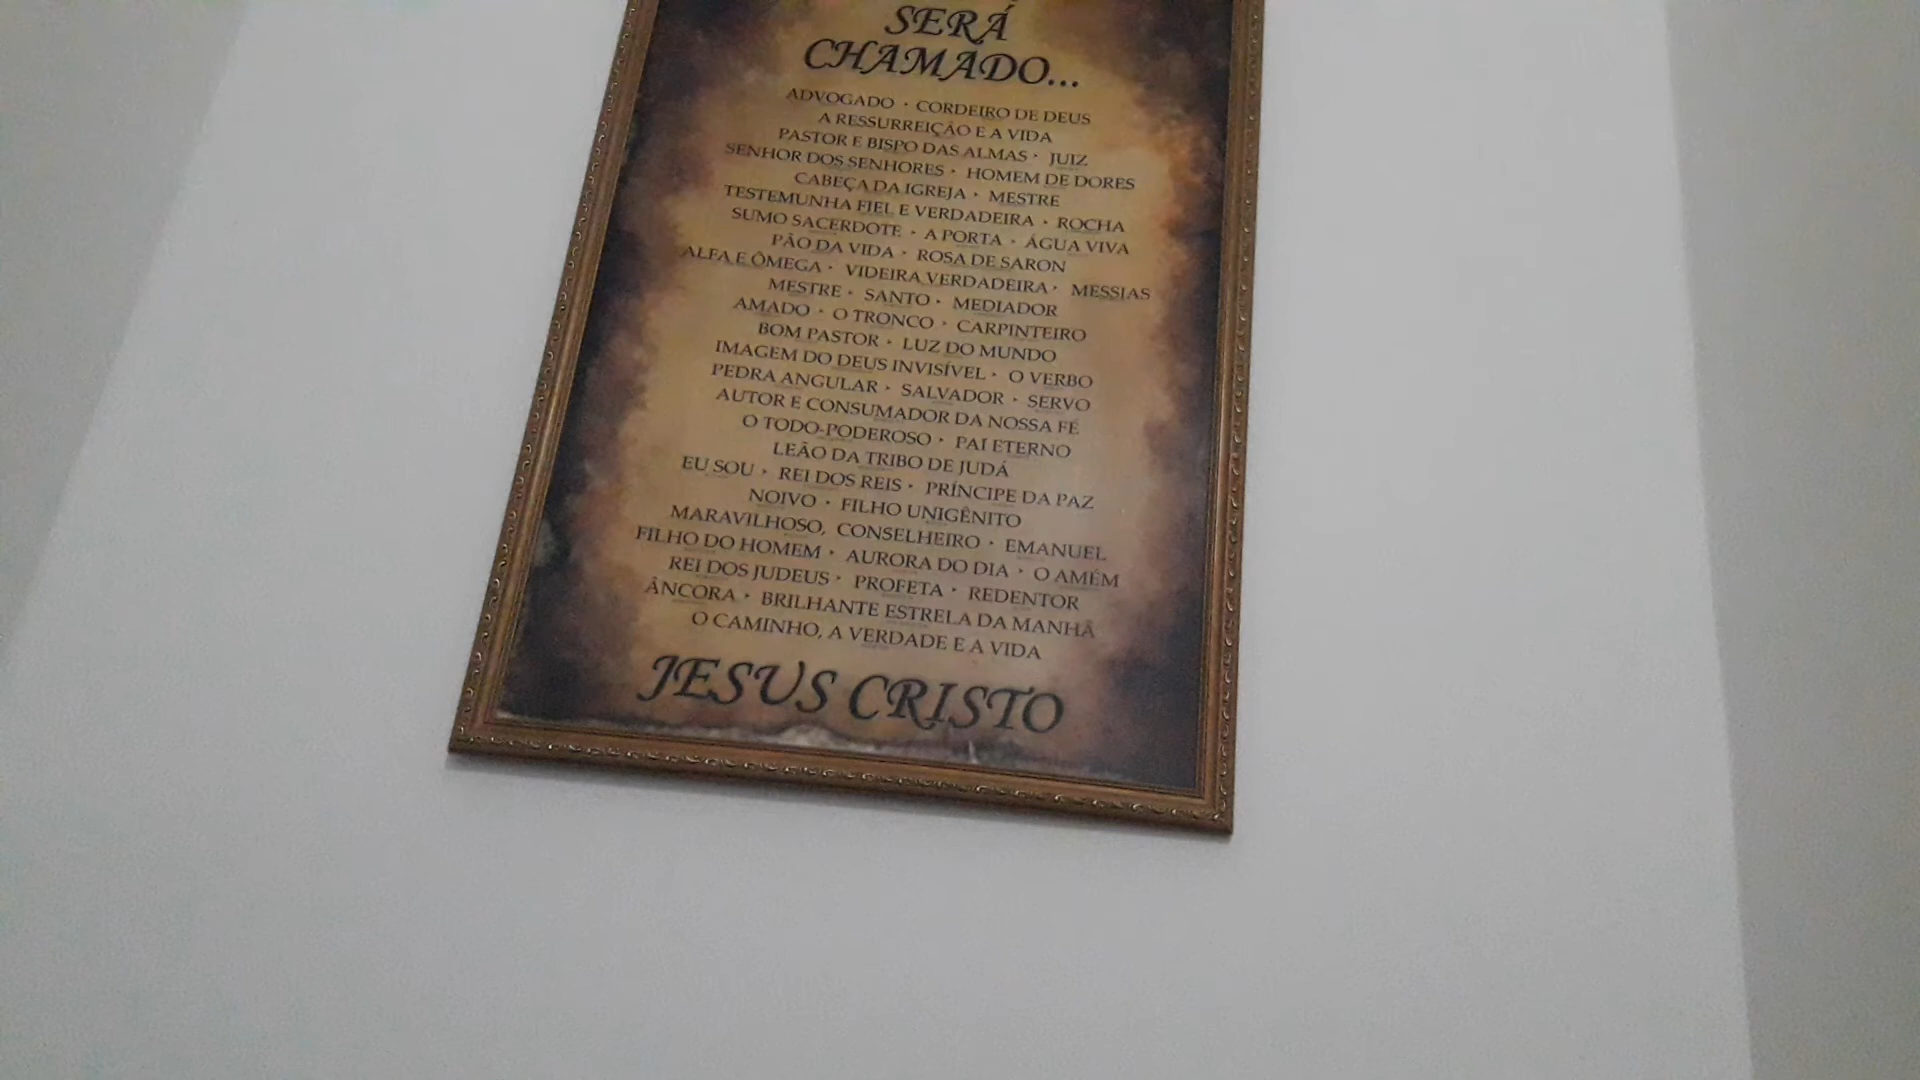 SERÁ
CHAMADO...
ADVOGADO · CORDEIRO DE DEUS
A RESSURREIÇÃO E A VIDA
PASTOR E BISPO DAS ALMAS · JUIZ
SENHOR DOS SENHORES · HOMEM DE DORES
CABEÇA DA IGREJA · MESTRE
TESTEMUNHA FIEL E VERDADEIRA · ROCHA
SUMO SACERDOTE · A PORTA · ÁGUA VIVA
PÃO DA VIDA · ROSA DE SARON
ALFA E ÔMEGA · VIDEIRA VERDADEIRA · MESSIAS
MESTRE · SANTO · MEDIADOR
AMADO · O TRONCO · CARPINTEIRO
BOM PASTOR · LUZ DO MUNDO
IMAGEM DO DEUS INVISÍVEL · O VERBO
PEDRA ANGULAR · SALVADOR · SERVO
AUTOR E CONSUMADOR DA NOSSA FÉ
O TODO-PODEROSO · PAI ETERNO
LEÃO DA TRIBO DE JUDÁ
EU SOU · REI DOS REIS · PRÍNCIPE DA PAZ
NOIVO · FILHO UNIGÊNITO
MARAVILHOSO, CONSELHEIRO · EMANUEL
FILHO DO HOMEM · AURORA DO DIA · O AMÉM
REI DOS JUDEUS · PROFETA · REDENTOR
ÂNCORA · BRILHANTE ESTRELA DA MANHÃ
O CAMINHO, A VERDADE E A VIDA
JESUS CRISTO